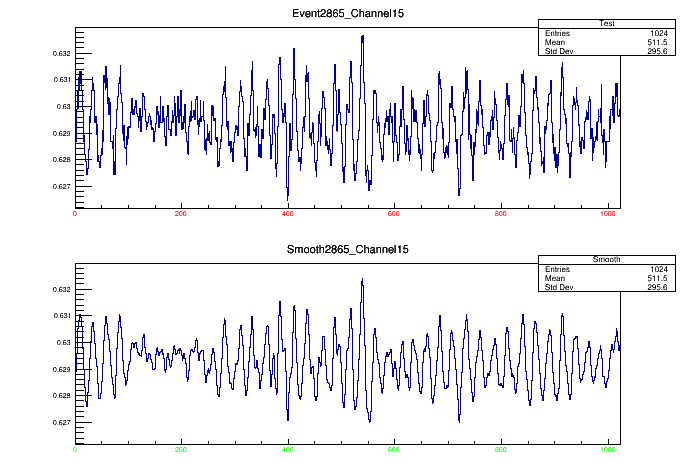 Event2865_Channel15
Test
Entries 1024
Mean 511.5
Std Dev 295.6
0.632
0.631
0.63
0.629
0.628
0.627
0 200 400 600 800 1000
Smooth2865_Channel15
Smooth
Entries 1024
Mean 511.5
Std Dev 295.6
0.632
0.631
0.63
0.629
0.628
0.627
0 200 400 600 800 1000